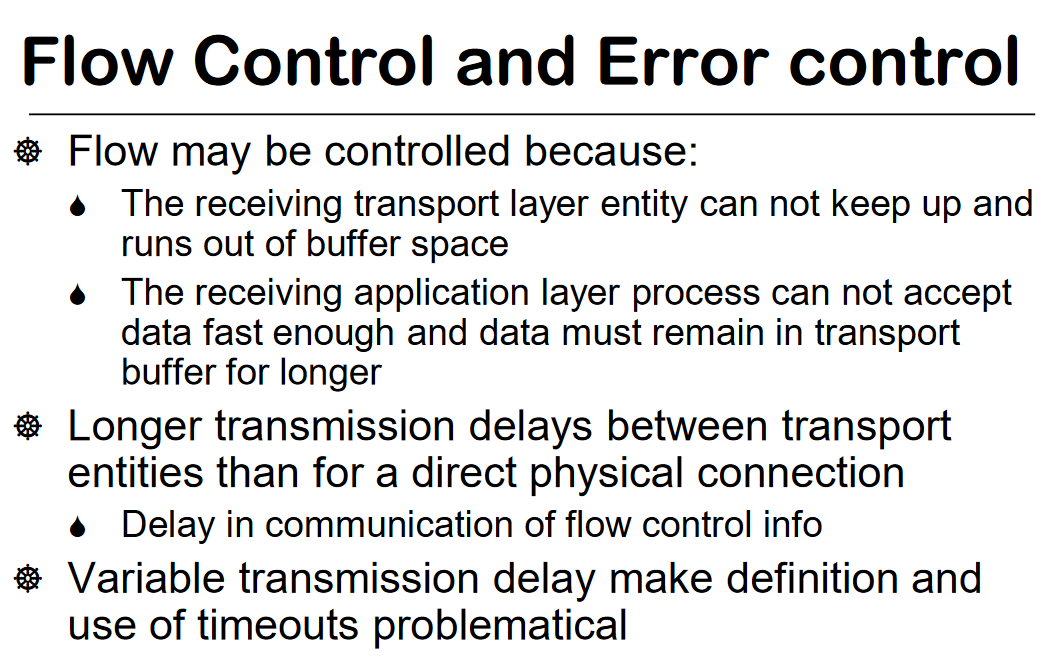 Flow Control and Error control
Flow may be controlled because:
The receiving transport layer entity can not keep up and
runs out of buffer space
The receiving application layer process can not accept
data fast enough and data must remain in transport
buffer for longer
Longer transmission delays between transport
entities than for a direct physical connection
Delay in communication of flow control info
Variable transmission delay make definition and
use of timeouts problematical